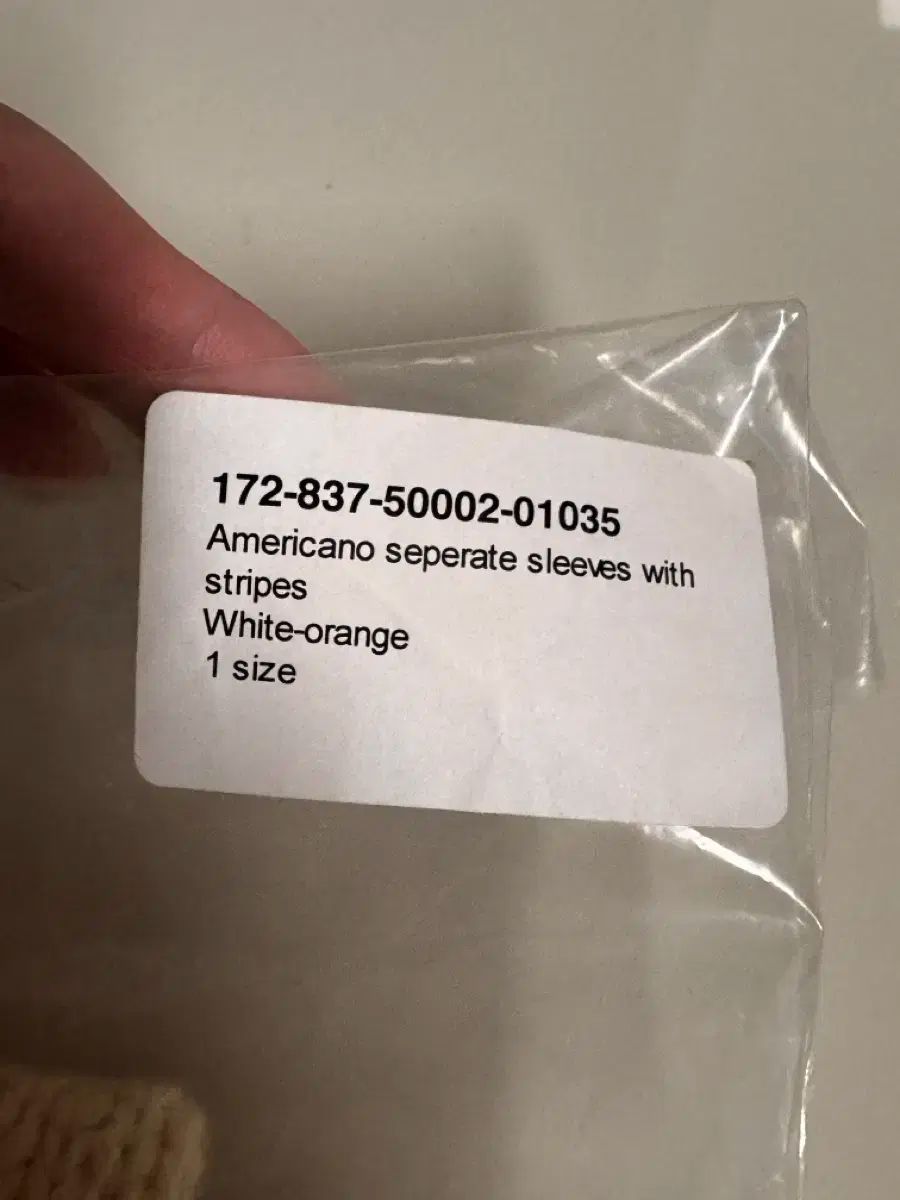 172-837-50002-01035
Americano seperate sleeves with
stripes
White-orange
1 size